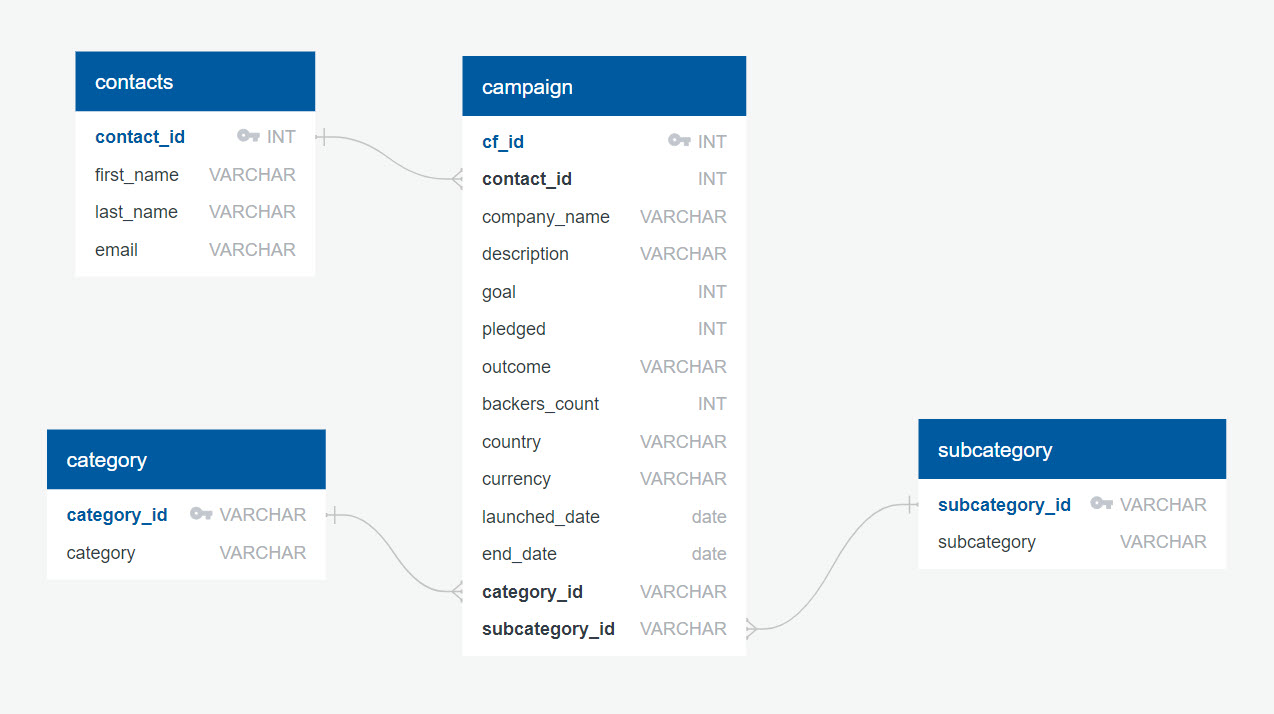 contacts
contact_id INT
first_name VARCHAR
last_name VARCHAR
email VARCHAR
campaign
cf_id INT
contact_id INT
company_name VARCHAR
description VARCHAR
goal INT
pledged INT
outcome VARCHAR
backers_count INT
country VARCHAR
currency VARCHAR
launched_date date
end_date date
category_id VARCHAR
subcategory_id VARCHAR
category
category_id VARCHAR
category VARCHAR
subcategory
subcategory_id VARCHAR
subcategory VARCHAR